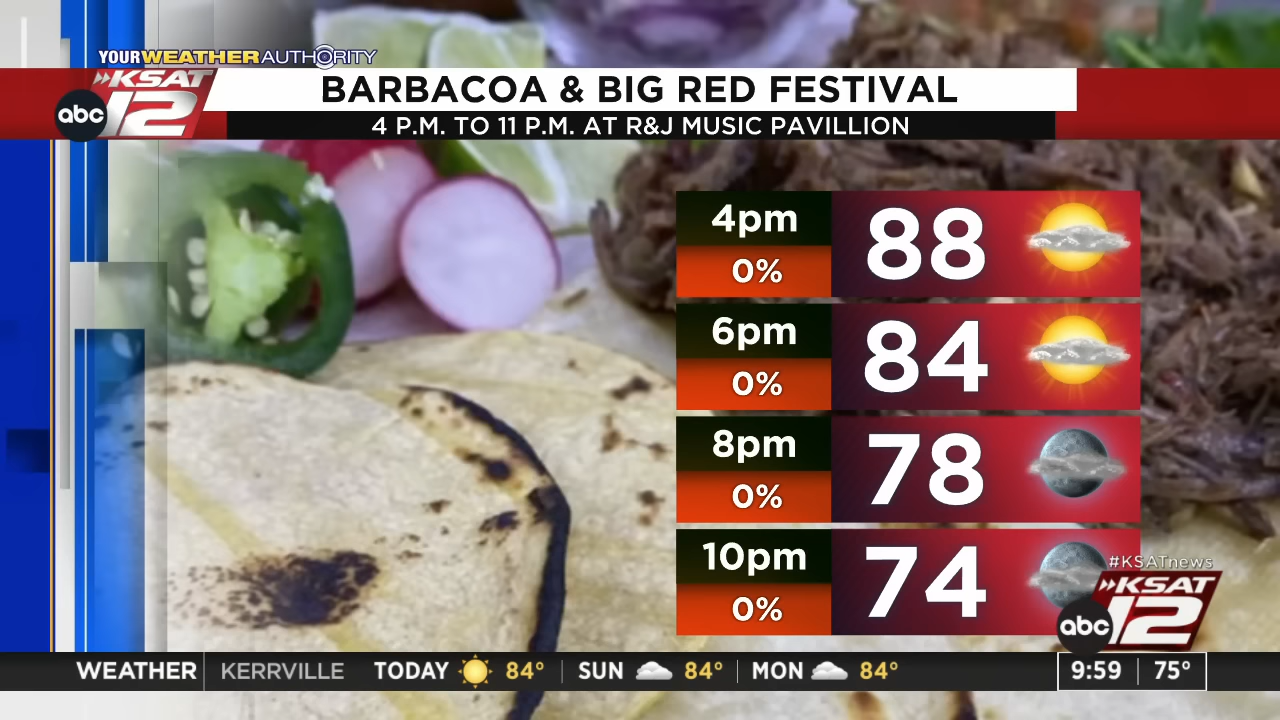 YOURWEATHERAUTHORITY
KSAT
abc 12
BARBACOA & BIG RED FESTIVAL
4 P.M. TO 11 P.M. AT R&J MUSIC PAVILLION
4pm 88
0%
6pm 84
0%
8pm 78
0%
10pm 74
0%
#KSATnews
KSAT
abc 12
WEATHER KERRVILLE TODAY 84° SUN 84° MON 84° 9:59 75°